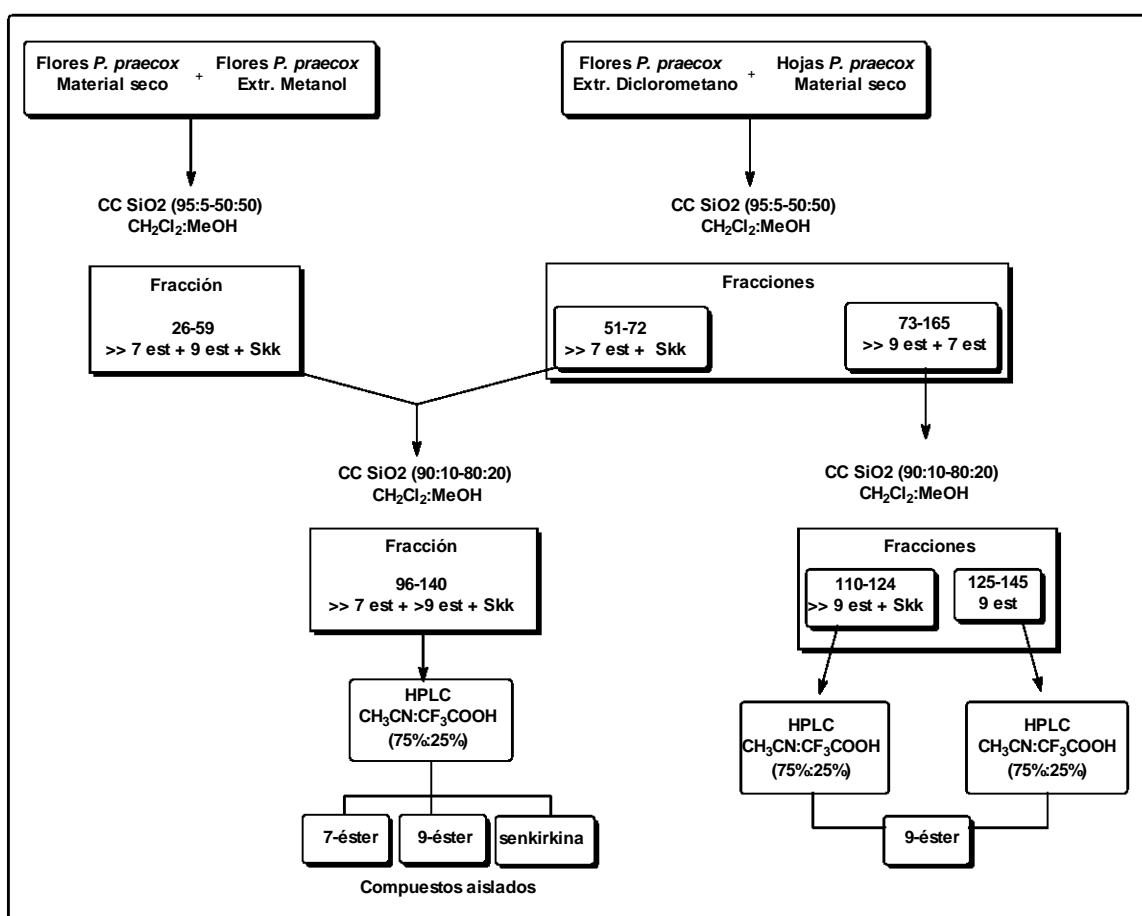 Flores P. praecox
Material seco
+
Flores P. praecox
Extr. Metanol
Flores P. praecox
Extr. Diclorometano
+
Hojas P. praecox
Material seco
CC SiO2 (95:5-50:50)
CH₂Cl₂:MeOH
CC SiO2 (95:5-50:50)
CH₂Cl₂:MeOH
Fracción
26-59
>> 7 est + 9 est + Skk
Fracciones
51-72
>> 7 est + Skk
73-165
>> 9 est + 7 est
CC SiO2 (90:10-80:20)
CH₂Cl₂:MeOH
CC SiO2 (90:10-80:20)
CH₂Cl₂:MeOH
Fracción
96-140
>> 7 est + >9 est + Skk
Fracciones
110-124
>> 9 est + Skk
125-145
9 est
HPLC
CH₃CN:CF₃COOH
(75%:25%)
HPLC
CH₃CN:CF₃COOH
(75%:25%)
HPLC
CH₃CN:CF₃COOH
(75%:25%)
7-éster
9-éster
senkirkina
9-éster
Compuestos aislados